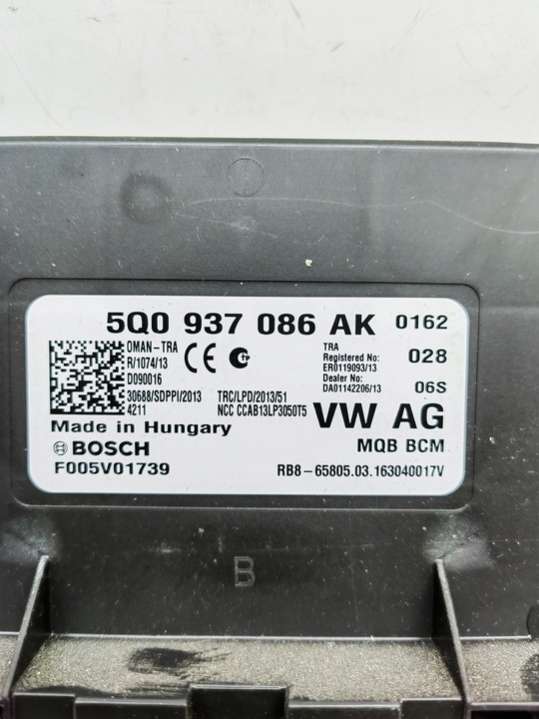 5Q0 937 086 AK 0162
OMAN-TRA
R/1074/13
D090016
CE
TRA
Registered No:
ER0119093/13
Dealer No:
DA01142206/13
028
06S
30688/SDPPI/2013
4211
TRC/LPD/2013/51
NCC CCAB13LP3050T5
VW AG
Made in Hungary
BOSCH
MQB BCM
F005V01739
RB8-65805.03.163040017V
B